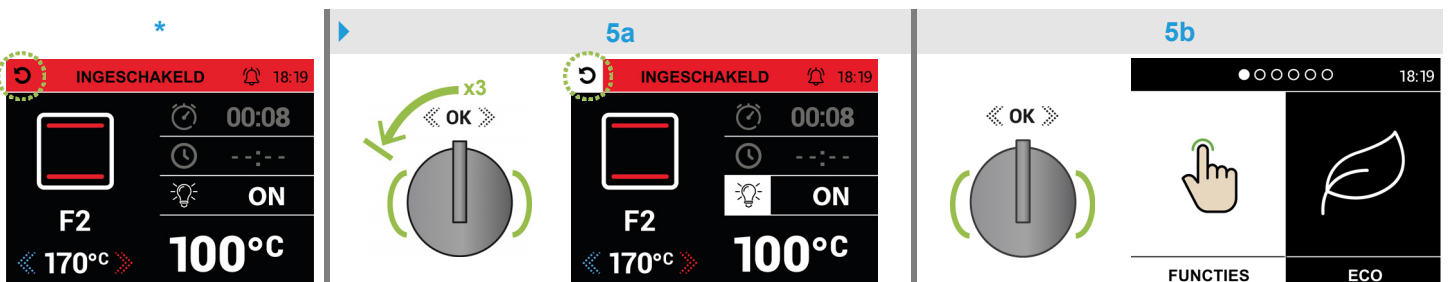 *
INGESCHAKELD 18:19
00:08
--:--
ON
F2
170°C
100°C
5a
x3
OK
INGESCHAKELD 18:19
00:08
--:--
ON
F2
170°C
100°C
5b
OK
18:19
FUNCTIES ECO